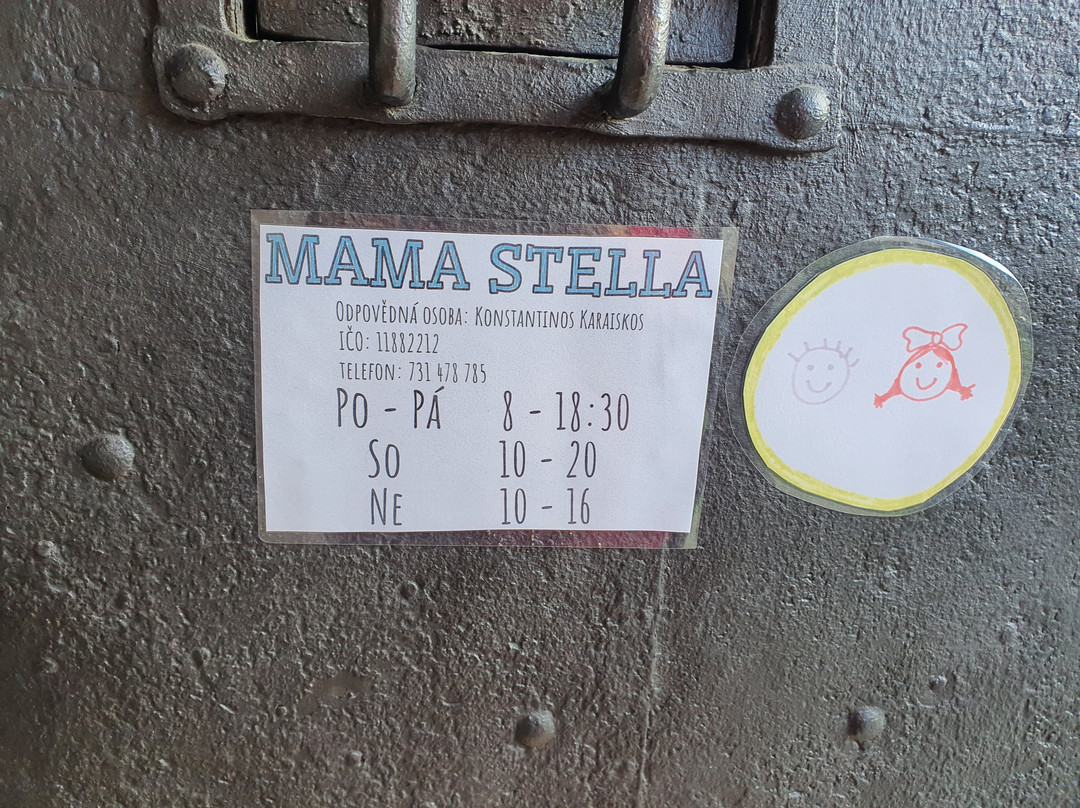 MAMA STELLA
ODPOVĚDNÁ OSOBA: KONSTANTINOS KARAISKOS
IČO: 11882212
TELEFON: 731 478 785
PO - PÁ 8 - 18:30
SO 10 - 20
NE 10 - 16